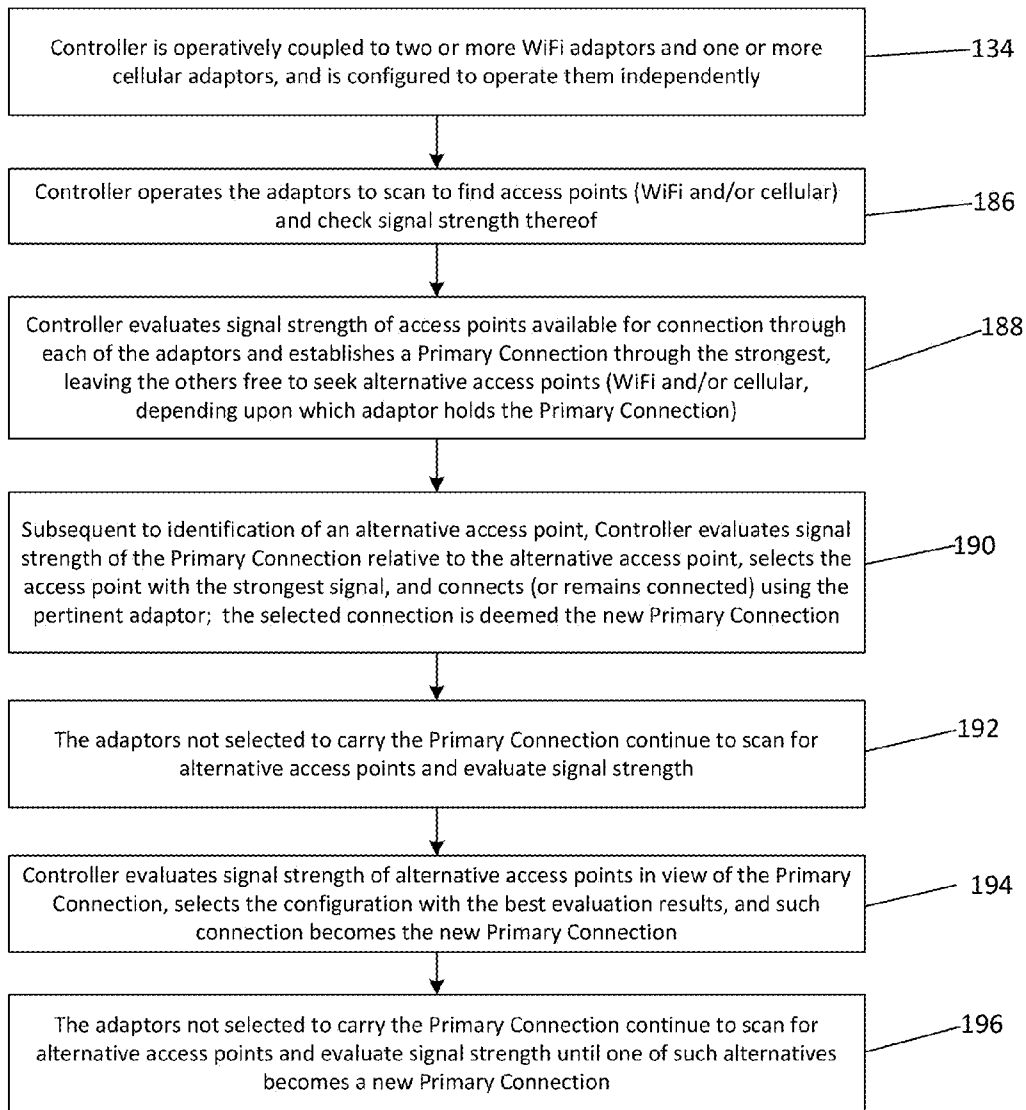 Controller is operatively coupled to two or more WiFi adaptors and one or more
cellular adaptors, and is configured to operate them independently
134
Controller operates the adaptors to scan to find access points (WiFi and/or cellular)
and check signal strength thereof
186
Controller evaluates signal strength of access points available for connection through
each of the adaptors and establishes a Primary Connection through the strongest,
leaving the others free to seek alternative access points (WiFi and/or cellular,
depending upon which adaptor holds the Primary Connection)
188
Subsequent to identification of an alternative access point, Controller evaluates signal
strength of the Primary Connection relative to the alternative access point, selects the
access point with the strongest signal, and connects (or remains connected) using the
pertinent adaptor; the selected connection is deemed the new Primary Connection
190
The adaptors not selected to carry the Primary Connection continue to scan for
alternative access points and evaluate signal strength
192
Controller evaluates signal strength of alternative access points in view of the Primary
Connection, selects the configuration with the best evaluation results, and such
connection becomes the new Primary Connection
194
The adaptors not selected to carry the Primary Connection continue to scan for
alternative access points and evaluate signal strength until one of such alternatives
becomes a new Primary Connection
196